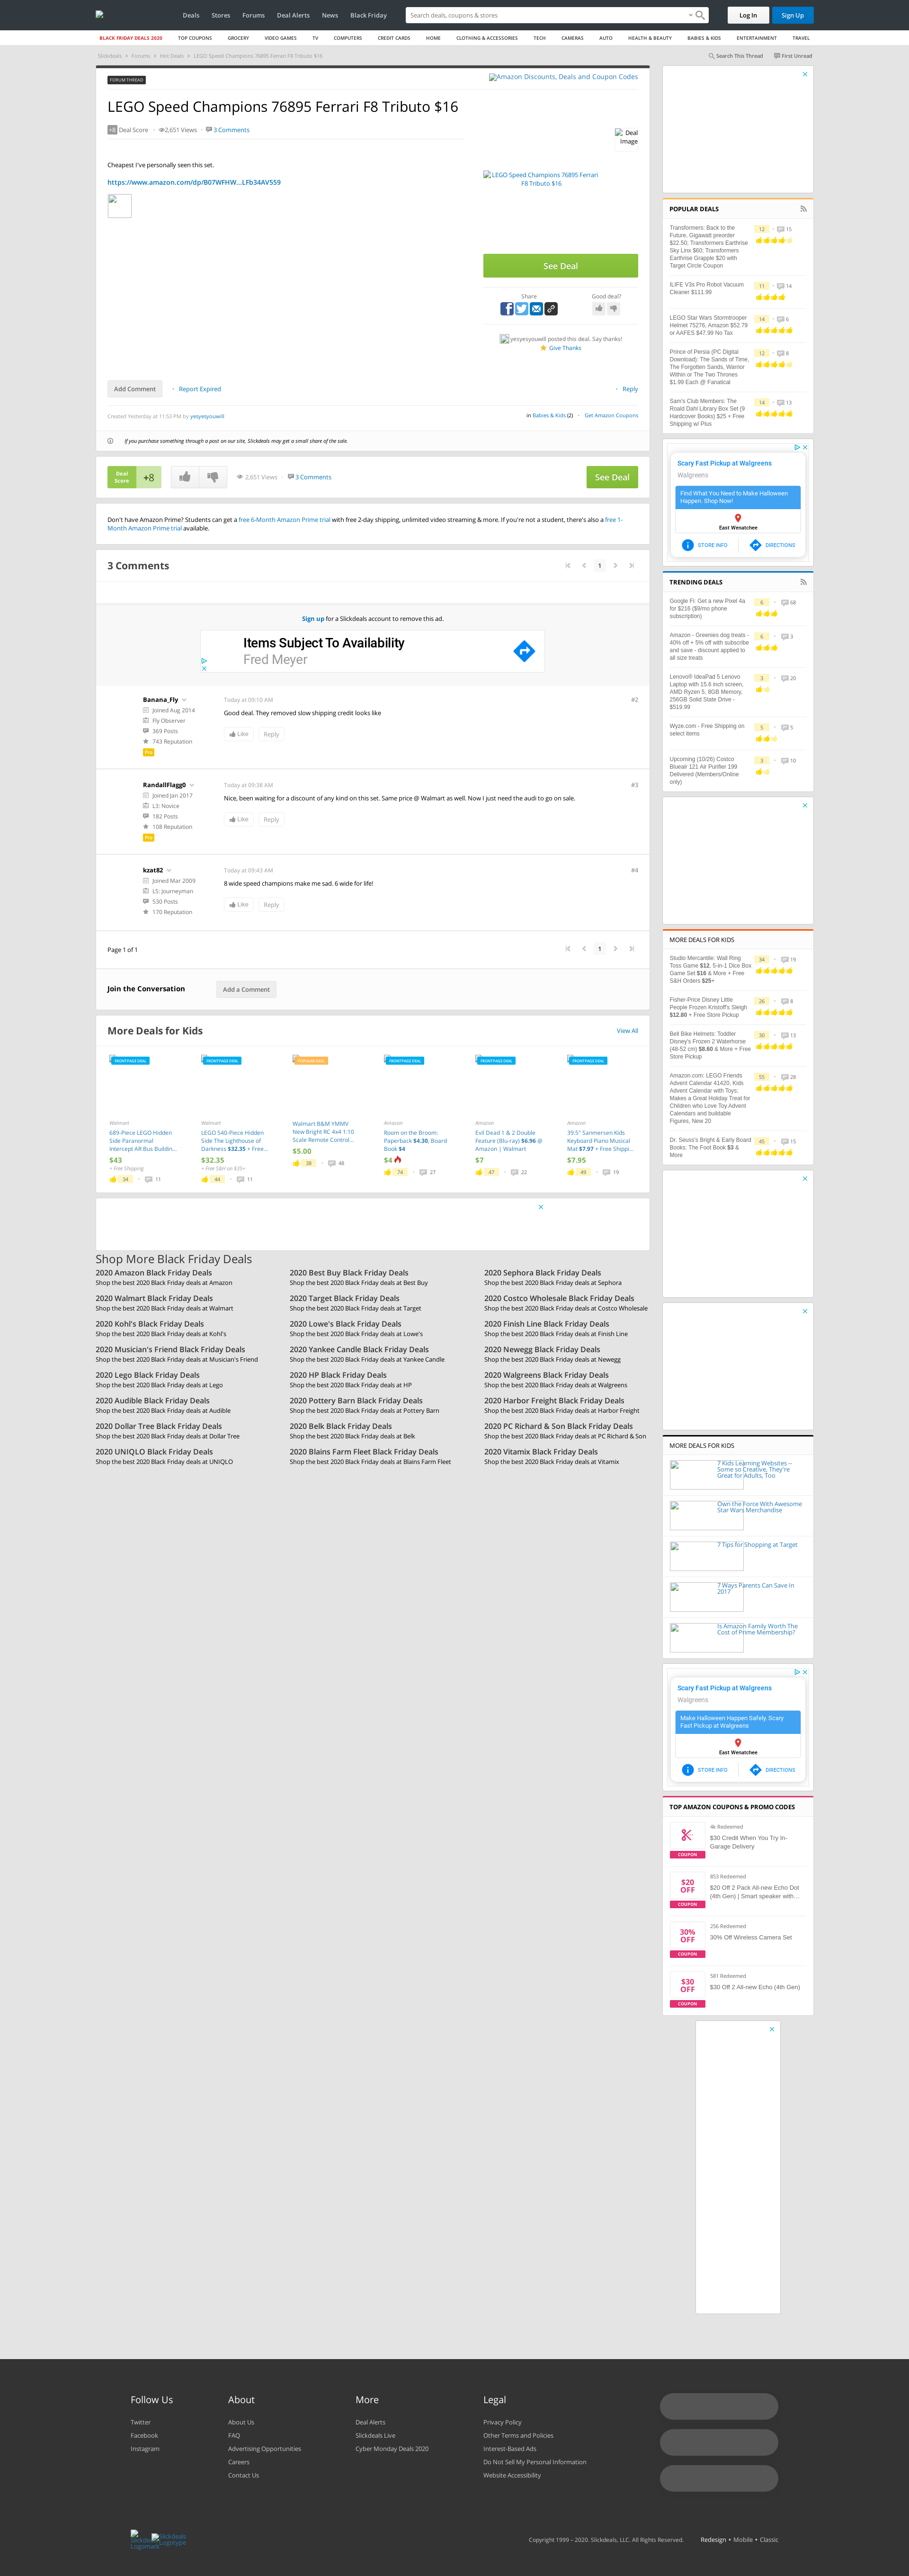 Deals Stores Forums Deal Alerts News Black Friday
Search deals, coupons & stores
Log In
Sign Up
BLACK FRIDAY DEALS 2020 TOP COUPONS GROCERY VIDEO GAMES TV COMPUTERS CREDIT CARDS HOME CLOTHING & ACCESSORIES TECH CAMERAS AUTO HEALTH & BEAUTY BABIES & KIDS ENTERTAINMENT TRAVEL
Slickdeals > Forums > Hot Deals > LEGO Speed Champions 76895 Ferrari F8 Tributo $16
Search This Thread
First Unread
FORUM THREAD
Amazon Discounts, Deals and Coupon Codes
LEGO Speed Champions 76895 Ferrari F8 Tributo $16
+8 Deal Score
2,651 Views
3 Comments
Deal Image
Cheapest I've personally seen this set.
https://www.amazon.com/dp/B07WFHW...LFb34AV559
LEGO Speed Champions 76895 Ferrari F8 Tributo $16
See Deal
Share
Good deal?
yesyesyouwill posted this deal. Say thanks!
Give Thanks
Add Comment
Report Expired
Reply
Created Yesterday at 11:53 PM by yesyesyouwill
in Babies & Kids (2)
Get Amazon Coupons
If you purchase something through a post on our site, Slickdeals may get a small share of the sale.
Deal Score
+8
2,651 Views
3 Comments
See Deal
Don't have Amazon Prime? Students can get a free 6-Month Amazon Prime trial with free 2-day shipping, unlimited video streaming & more. If you're not a student, there's also a free 1-
Month Amazon Prime trial available.
3 Comments
1
Sign up for a Slickdeals account to remove this ad.
Items Subject To Availability
Fred Meyer
Banana_Fly
Joined Aug 2014
Fly Observer
369 Posts
743 Reputation
Pro
Today at 09:10 AM
#2
Good deal. They removed slow shipping credit looks like
Like
Reply
RandallFlagg0
Joined Jan 2017
L3: Novice
182 Posts
108 Reputation
Pro
Today at 09:38 AM
#3
Nice, been waiting for a discount of any kind on this set. Same price @ Walmart as well. Now I just need the audi to go on sale.
Like
Reply
kzat82
Joined Mar 2009
L5: Journeyman
530 Posts
170 Reputation
Today at 09:43 AM
#4
8 wide speed champions make me sad. 6 wide for life!
Like
Reply
Page 1 of 1
1
Join the Conversation
Add a Comment
More Deals for Kids
View All
FRONTPAGE DEAL
Walmart
689-Piece LEGO Hidden
Side Paranormal
Intercept AR Bus Buildin...
$43
+ Free Shipping
34 11
FRONTPAGE DEAL
Walmart
LEGO 540-Piece Hidden
Side The Lighthouse of
Darkness $32.35 + Free...
$32.35
+ Free S&H on $35+
44 11
POPULAR DEAL
Walmart B&M YMMV
New Bright RC 4x4 1:10
Scale Remote Control...
$5.00
38 48
FRONTPAGE DEAL
Amazon
Room on the Broom:
Paperback $4.30, Board
Book $4
$4
74 27
FRONTPAGE DEAL
Amazon
Evil Dead 1 & 2 Double
Feature (Blu-ray) $6.96 @
Amazon | Walmart
$7
47 22
FRONTPAGE DEAL
Amazon
39.5" Sanmersen Kids
Keyboard Piano Musical
Mat $7.97 + Free Shippi...
$7.95
49 19
Shop More Black Friday Deals
2020 Amazon Black Friday Deals
Shop the best 2020 Black Friday deals at Amazon
2020 Best Buy Black Friday Deals
Shop the best 2020 Black Friday deals at Best Buy
2020 Sephora Black Friday Deals
Shop the best 2020 Black Friday deals at Sephora
2020 Walmart Black Friday Deals
Shop the best 2020 Black Friday deals at Walmart
2020 Target Black Friday Deals
Shop the best 2020 Black Friday deals at Target
2020 Costco Wholesale Black Friday Deals
Shop the best 2020 Black Friday deals at Costco Wholesale
2020 Kohl's Black Friday Deals
Shop the best 2020 Black Friday deals at Kohl's
2020 Lowe's Black Friday Deals
Shop the best 2020 Black Friday deals at Lowe's
2020 Finish Line Black Friday Deals
Shop the best 2020 Black Friday deals at Finish Line
2020 Musician's Friend Black Friday Deals
Shop the best 2020 Black Friday deals at Musician's Friend
2020 Yankee Candle Black Friday Deals
Shop the best 2020 Black Friday deals at Yankee Candle
2020 Newegg Black Friday Deals
Shop the best 2020 Black Friday deals at Newegg
2020 Lego Black Friday Deals
Shop the best 2020 Black Friday deals at Lego
2020 HP Black Friday Deals
Shop the best 2020 Black Friday deals at HP
2020 Walgreens Black Friday Deals
Shop the best 2020 Black Friday deals at Walgreens
2020 Audible Black Friday Deals
Shop the best 2020 Black Friday deals at Audible
2020 Pottery Barn Black Friday Deals
Shop the best 2020 Black Friday deals at Pottery Barn
2020 Harbor Freight Black Friday Deals
Shop the best 2020 Black Friday deals at Harbor Freight
2020 Dollar Tree Black Friday Deals
Shop the best 2020 Black Friday deals at Dollar Tree
2020 Belk Black Friday Deals
Shop the best 2020 Black Friday deals at Belk
2020 PC Richard & Son Black Friday Deals
Shop the best 2020 Black Friday deals at PC Richard & Son
2020 UNIQLO Black Friday Deals
Shop the best 2020 Black Friday deals at UNIQLO
2020 Blains Farm Fleet Black Friday Deals
Shop the best 2020 Black Friday deals at Blains Farm Fleet
2020 Vitamix Black Friday Deals
Shop the best 2020 Black Friday deals at Vitamix
POPULAR DEALS
Transformers: Back to the
Future, Gigawatt preorder
$22.50; Transformers Earthrise
Sky Linx $60; Transformers
Earthrise Grapple $20 with
Target Circle Coupon
12 15
ILIFE V3s Pro Robot Vacuum
Cleaner $111.99
11 14
LEGO Star Wars Stormtrooper
Helmet 75276, Amazon $52.79
or AAFES $47.99 No Tax
14 6
Prince of Persia (PC Digital
Download): The Sands of Time,
The Forgotten Sands, Warrior
Within or The Two Thrones
$1.99 Each @ Fanatical
12 8
Sam's Club Members: The
Roald Dahl Library Box Set (9
Hardcover Books) $25 + Free
Shipping w/ Plus
14 13
Scary Fast Pickup at Walgreens
Walgreens
Find What You Need to Make Halloween
Happen. Shop Now!
East Wenatchee
STORE INFO
DIRECTIONS
TRENDING DEALS
Google Fi: Get a new Pixel 4a
for $216 ($9/mo phone
subscription)
6 68
Amazon - Greenies dog treats -
40% off + 5% off with subscribe
and save - discount applied to
all size treats
6 3
Lenovo® IdeaPad 5 Lenovo
Laptop with 15.6 inch screen,
AMD Ryzen 5, 8GB Memory,
256GB Solid State Drive -
$519.99
3 20
Wyze.com - Free Shipping on
select items
5 5
Upcoming (10/26) Costco
Blueair 121 Air Purifier 199
Delivered (Members/Online
only)
3 10
MORE DEALS FOR KIDS
Studio Mercantile: Wall Ring
Toss Game $12, 5-in-1 Dice Box
Game Set $16 & More + Free
S&H Orders $25+
34 19
Fisher-Price Disney Little
People Frozen Kristoff's Sleigh
$12.80 + Free Store Pickup
26 8
Bell Bike Helmets: Toddler
Disney's Frozen 2 Waterhorse
(48-52 cm) $8.60 & More + Free
Store Pickup
30 13
Amazon.com: LEGO Friends
Advent Calendar 41420, Kids
Advent Calendar with Toys;
Makes a Great Holiday Treat for
Children who Love Toy Advent
Calendars and buildable
Figures, New 20
55 28
Dr. Seuss's Bright & Early Board
Books: The Foot Book $3 &
More
45 15
MORE DEALS FOR KIDS
7 Kids Learning Websites --
Some so Creative, They're
Great for Adults, Too
Own the Force With Awesome
Star Wars Merchandise
7 Tips for Shopping at Target
7 Ways Parents Can Save In
2017
Is Amazon Family Worth The
Cost of Prime Membership?
Scary Fast Pickup at Walgreens
Walgreens
Make Halloween Happen Safely. Scary
Fast Pickup at Walgreens
East Wenatchee
STORE INFO
DIRECTIONS
TOP AMAZON COUPONS & PROMO CODES
COUPON
4k Redeemed
$30 Credit When You Try In-
Garage Delivery
$20 OFF
COUPON
853 Redeemed
$20 Off 2 Pack All-new Echo Dot
(4th Gen) | Smart speaker with...
30% OFF
COUPON
256 Redeemed
30% Off Wireless Camera Set
$30 OFF
COUPON
581 Redeemed
$30 Off 2 All-new Echo (4th Gen)
Follow Us
Twitter
Facebook
Instagram
About
About Us
FAQ
Advertising Opportunities
Careers
Contact Us
More
Deal Alerts
Slickdeals Live
Cyber Monday Deals 2020
Legal
Privacy Policy
Other Terms and Policies
Interest-Based Ads
Do Not Sell My Personal Information
Website Accessibility
Slickdeals Logomark
Slickdeals Logotype
Copyright 1999 – 2020. Slickdeals, LLC. All Rights Reserved.
Redesign • Mobile • Classic